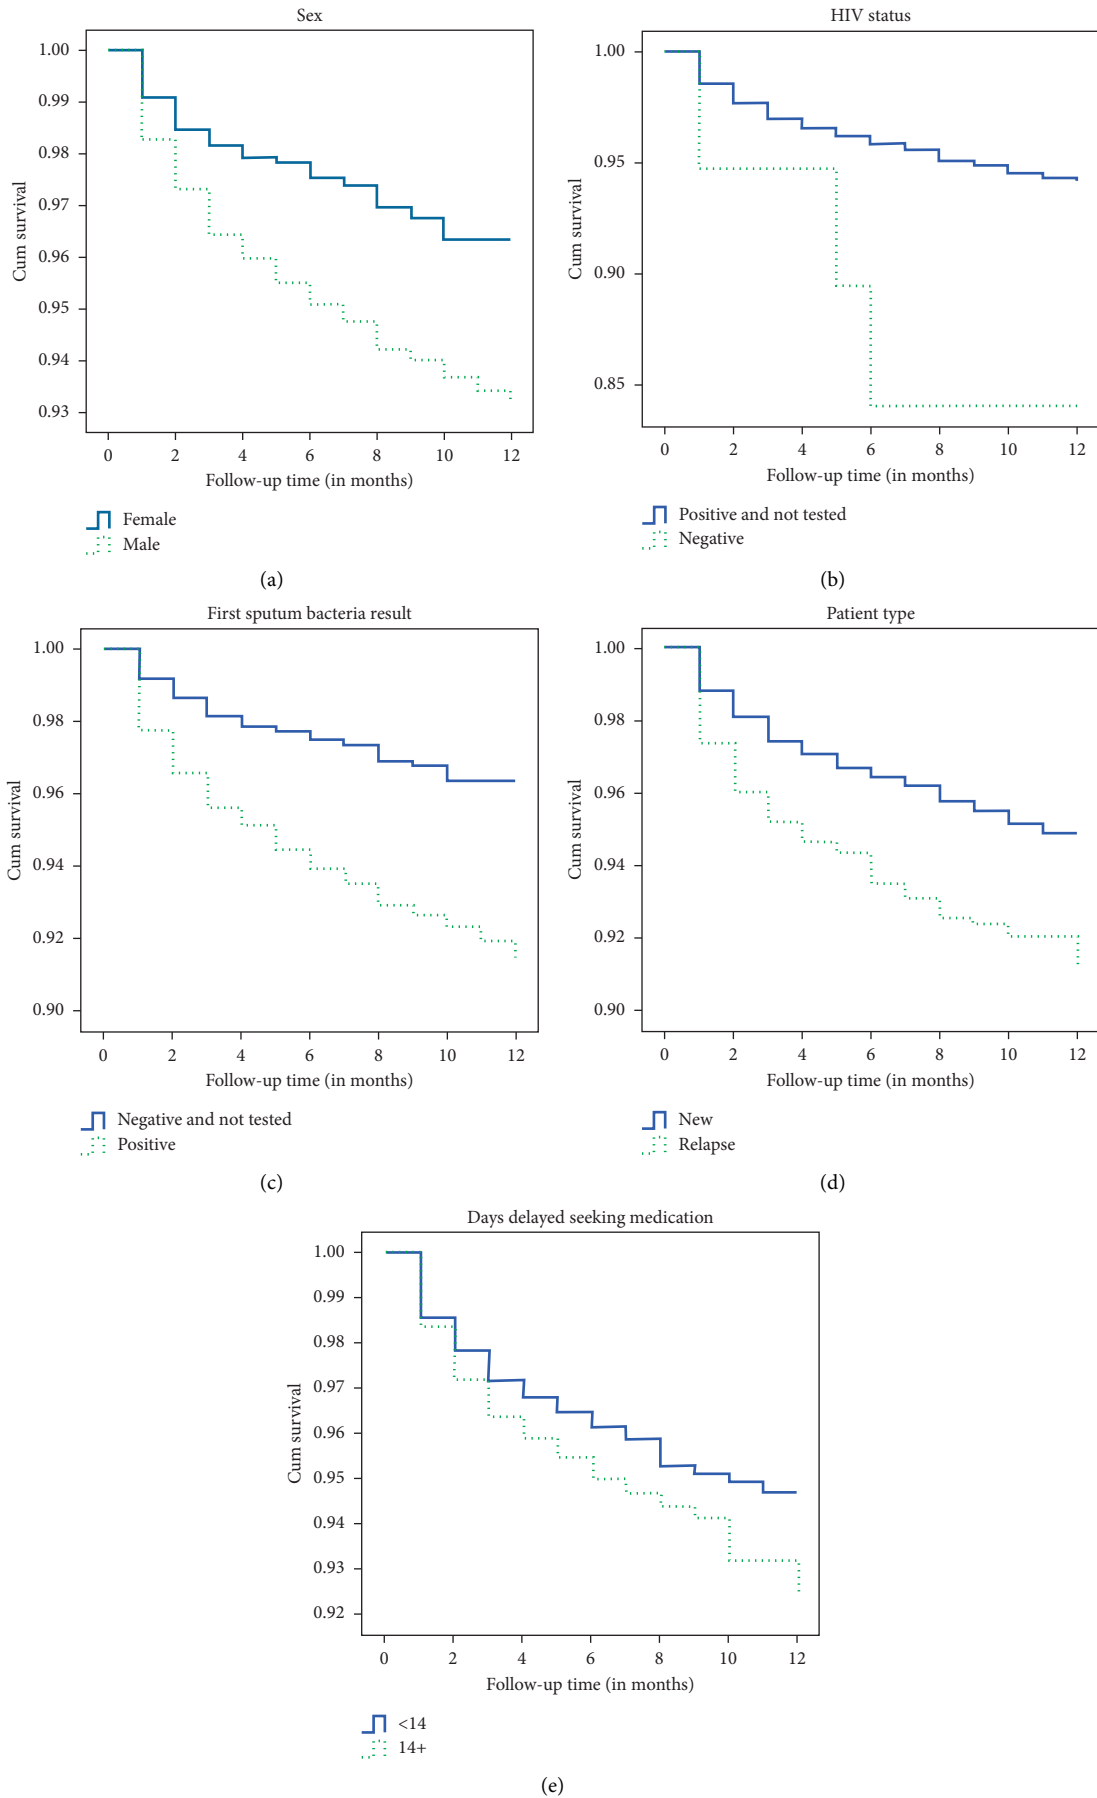 Sex
1.00
0.99
0.98
0.97
0.96
0.95
0.94
0.93
Cum survival
0 2 4 6 8 10 12
Follow-up time (in months)
Female
Male
(a)
HIV status
1.00
0.95
0.90
0.85
Cum survival
0 2 4 6 8 10 12
Follow-up time (in months)
Positive and not tested
Negative
(b)
First sputum bacteria result
1.00
0.98
0.96
0.94
0.92
0.90
Cum survival
0 2 4 6 8 10 12
Follow-up time (in months)
Negative and not tested
Positive
(c)
Patient type
1.00
0.98
0.96
0.94
0.92
0.90
Cum survival
0 2 4 6 8 10 12
Follow-up time (in months)
New
Relapse
(d)
Days delayed seeking medication
1.00
0.99
0.98
0.97
0.96
0.95
0.94
0.93
0.92
Cum survival
0 2 4 6 8 10 12
Follow-up time (in months)
<14
14+
(e)